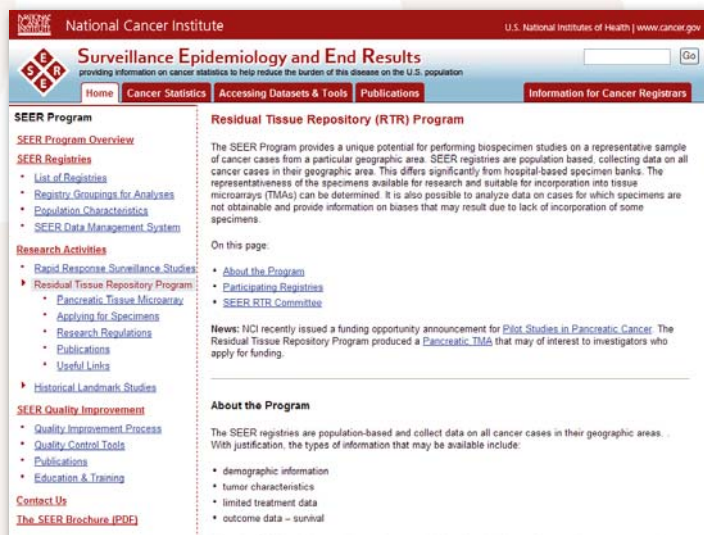 National Cancer Institute
U.S. National Institutes of Health | www.cancer.gov
Surveillance Epidemiology and End Results
providing information on cancer statistics to help reduce the burden of this disease on the U.S. population
Go
Home
Cancer Statistics
Accessing Datasets & Tools
Publications
Information for Cancer Registrars
SEER Program
SEER Program Overview
SEER Registries
List of Registries
Registry Groupings for Analyses
Population Characteristics
SEER Data Management System
Research Activities
Rapid Response Surveillance Studies
Residual Tissue Repository Program
Pancreatic Tissue Microarray
Applying for Specimens
Research Regulations
Publications
Useful Links
Historical Landmark Studies
SEER Quality Improvement
Quality Improvement Process
Quality Control Tools
Publications
Education & Training
Contact Us
The SEER Brochure (PDF)
Residual Tissue Repository (RTR) Program
The SEER Program provides a unique potential for performing biospecimen studies on a representative sample
of cancer cases from a particular geographic area. SEER registries are population based, collecting data on all
cancer cases in their geographic area. This differs significantly from hospital-based specimen banks. The
representativeness of the specimens available for research and suitable for incorporation into tissue
microarrays (TMAs) can be determined. It is also possible to analyze data on cases for which specimens are
not obtainable and provide information on biases that may result due to lack of incorporation of some
specimens.
On this page:
• About the Program
• Participating Registries
• SEER RTR Committee
News: NCI recently issued a funding opportunity announcement for Pilot Studies in Pancreatic Cancer. The
Residual Tissue Repository Program produced a Pancreatic TMA that may of interest to investigators who
apply for funding.
About the Program
The SEER registries are population-based and collect data on all cancer cases in their geographic areas. .
With justification, the types of information that may be available include:
• demographic information
• tumor characteristics
• limited treatment data
• outcome data – survival